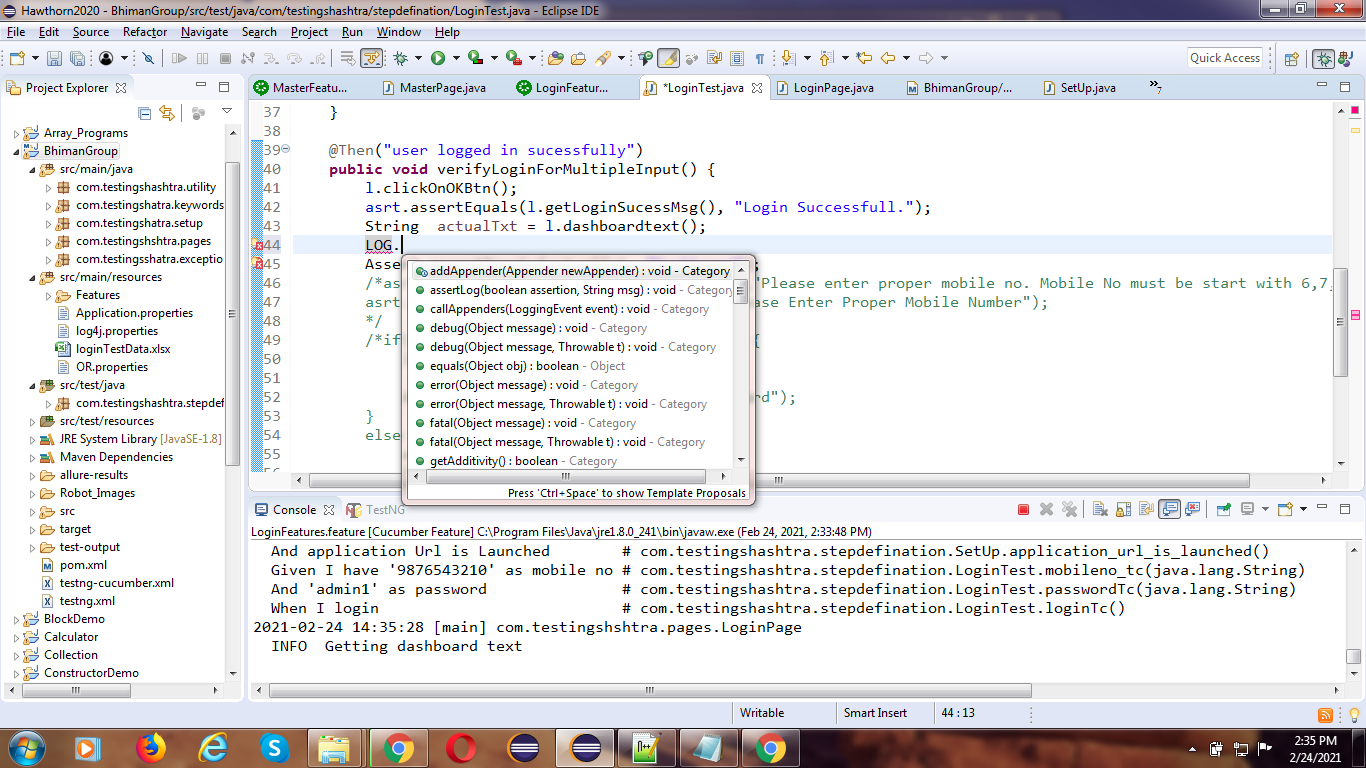 Hawthorn2020 - BhimanGroup/src/test/java/com/testingshashtra/stepdefination/LoginTest.java - Eclipse IDE
File Edit Source Refactor Navigate Search Project Run Window Help
Quick Access
Project Explorer
MasterFeatu...
MasterPage.java
LoginFeatur...
*LoginTest.java
LoginPage.java
BhimanGroup/...
SetUp.java
»7
Array_Programs
BhimanGroup
src/main/java
com.testingshashtra.utility
com.testingshatra.keywords
com.testingshatra.setup
com.testingshshtra.pages
com.testingsshatra.exceptio
src/main/resources
Features
Application.properties
log4j.properties
loginTestData.xlsx
OR.properties
src/test/java
com.testingshashtra.stepdef
src/test/resources
JRE System Library [JavaSE-1.8]
Maven Dependencies
allure-results
Robot_Images
src
target
test-output
pom.xml
testng-cucumber.xml
testng.xml
BlockDemo
Calculator
Collection
ConstructorDemo
37 }
38
39 @Then("user logged in sucessfully")
40 public void verifyLoginForMultipleInput() {
41 l.clickOnOKBtn();
42 asrt.assertEquals(l.getLoginSucessMsg(), "Login Successfull.");
43 String actualTxt = l.dashboardtext();
44 LOG.
45 Asse ;
46 /*as "Please enter proper mobile no. Mobile No must be start with 6,7,
47 asrt ase Enter Proper Mobile Number");
48 */
49 /*if {
50
51
52 rd");
53 }
54 else
55
addAppender(Appender newAppender) : void - Category
assertLog(boolean assertion, String msg) : void - Category
callAppenders(LoggingEvent event) : void - Category
debug(Object message) : void - Category
debug(Object message, Throwable t) : void - Category
equals(Object obj) : boolean - Object
error(Object message) : void - Category
error(Object message, Throwable t) : void - Category
fatal(Object message) : void - Category
fatal(Object message, Throwable t) : void - Category
getAdditivity() : boolean - Category
Press 'Ctrl+Space' to show Template Proposals
Console
TestNG
LoginFeatures.feature [Cucumber Feature] C:\Program Files\Java\jre1.8.0_241\bin\javaw.exe (Feb 24, 2021, 2:33:48 PM)
And application Url is Launched # com.testingshashtra.stepdefination.SetUp.application_url_is_launched()
Given I have '9876543210' as mobile no # com.testingshashtra.stepdefination.LoginTest.mobileno_tc(java.lang.String)
And 'admin1' as password # com.testingshashtra.stepdefination.LoginTest.passwordTc(java.lang.String)
When I login # com.testingshashtra.stepdefination.LoginTest.loginTc()
2021-02-24 14:35:28 [main] com.testingshshtra.pages.LoginPage
INFO Getting dashboard text
Writable
Smart Insert
44 : 13
2:35 PM
2/24/2021